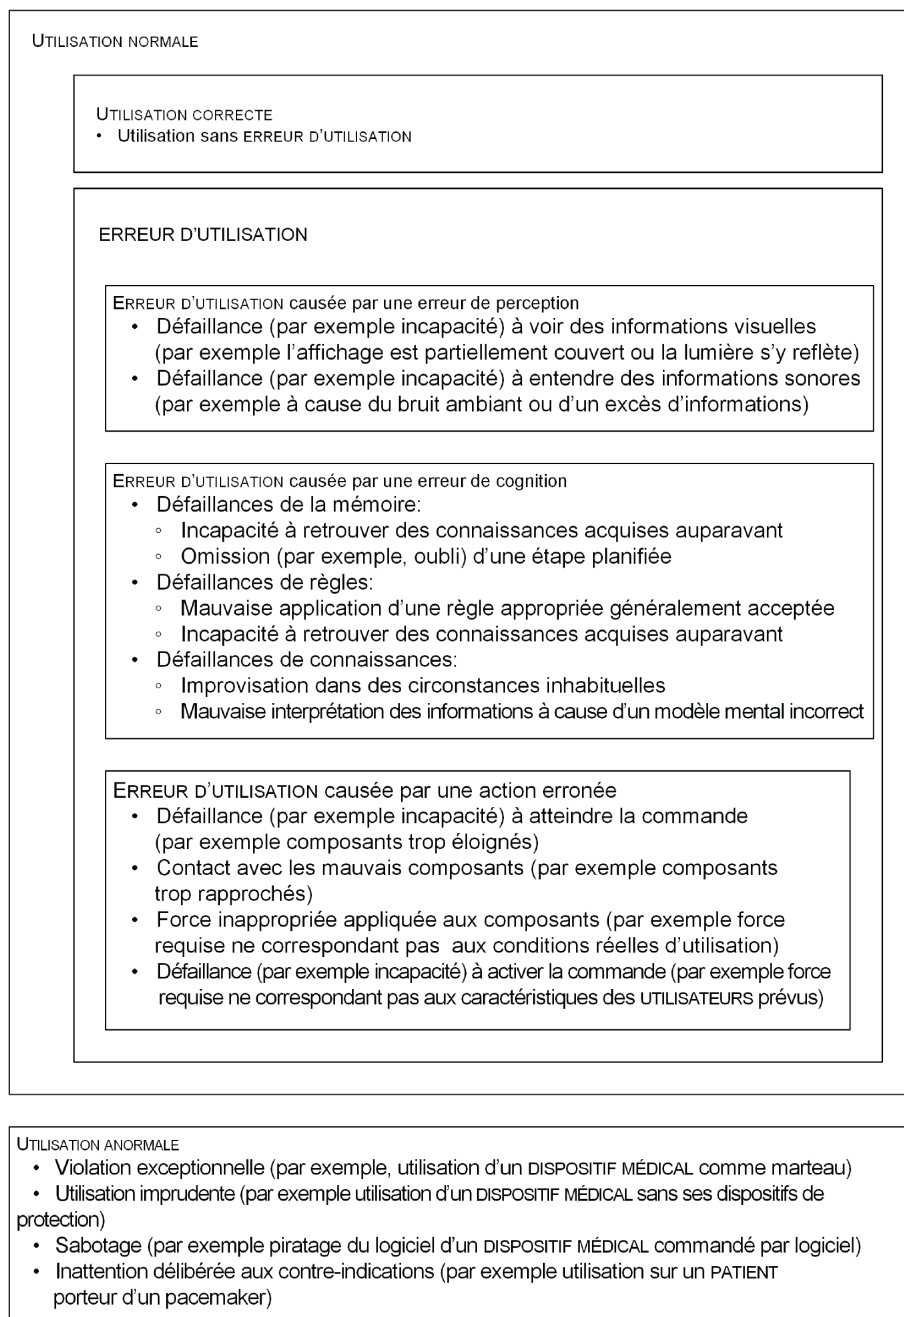 UTILISATION NORMALE
UTILISATION CORRECTE
• Utilisation sans ERREUR D’UTILISATION
ERREUR D’UTILISATION
ERREUR D’UTILISATION causée par une erreur de perception
• Défaillance (par exemple incapacité) à voir des informations visuelles
(par exemple l’affichage est partiellement couvert ou la lumière s’y reflète)
• Défaillance (par exemple incapacité) à entendre des informations sonores
(par exemple à cause du bruit ambiant ou d’un excès d’informations)
ERREUR D’UTILISATION causée par une erreur de cognition
• Défaillances de la mémoire:
◦ Incapacité à retrouver des connaissances acquises auparavant
◦ Omission (par exemple, oubli) d’une étape planifiée
• Défaillances de règles:
◦ Mauvaise application d’une règle appropriée généralement acceptée
◦ Incapacité à retrouver des connaissances acquises auparavant
• Défaillances de connaissances:
◦ Improvisation dans des circonstances inhabituelles
◦ Mauvaise interprétation des informations à cause d’un modèle mental incorrect
ERREUR D’UTILISATION causée par une action erronée
• Défaillance (par exemple incapacité) à atteindre la commande
(par exemple composants trop éloignés)
• Contact avec les mauvais composants (par exemple composants
trop rapprochés)
• Force inappropriée appliquée aux composants (par exemple force
requise ne correspondant pas aux conditions réelles d’utilisation)
• Défaillance (par exemple incapacité) à activer la commande (par exemple force
requise ne correspondant pas aux caractéristiques des UTILISATEURS prévus)
UTILISATION ANORMALE
• Violation exceptionnelle (par exemple, utilisation d’un DISPOSITIF MÉDICAL comme marteau)
• Utilisation imprudente (par exemple utilisation d’un DISPOSITIF MÉDICAL sans ses dispositifs de
protection)
• Sabotage (par exemple piratage du logiciel d’un DISPOSITIF MÉDICAL commandé par logiciel)
• Inattention délibérée aux contre-indications (par exemple utilisation sur un PATIENT
porteur d’un pacemaker)